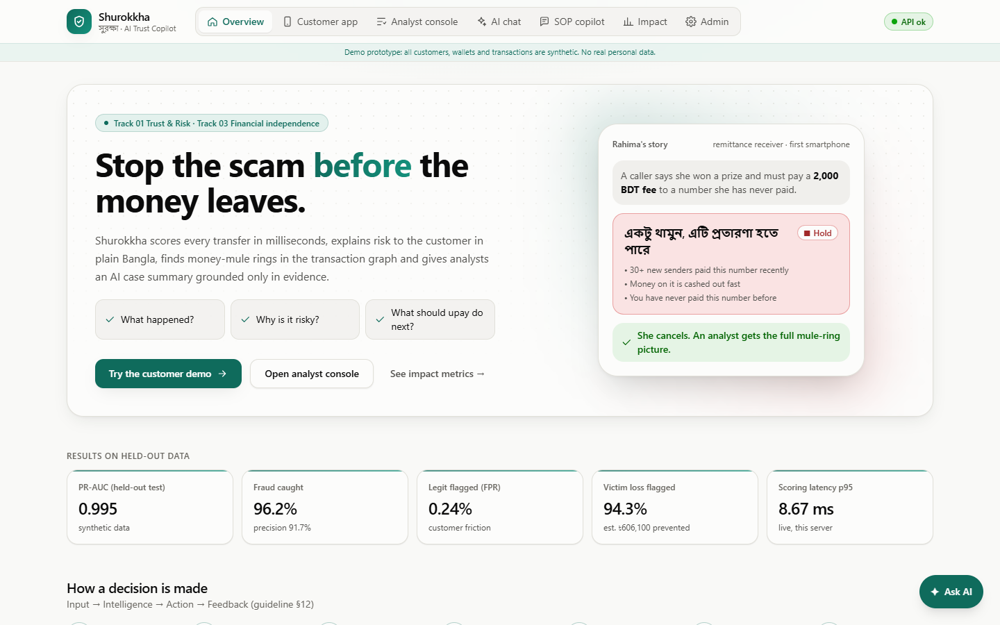 Shurokkha
সুরক্ষা · AI Trust Copilot
Overview
Customer app
Analyst console
AI chat
SOP copilot
Impact
Admin
API ok
Demo prototype: all customers, wallets and transactions are synthetic. No real personal data.
Track 01 Trust & Risk · Track 03 Financial independence
Stop the scam before the
money leaves.
Shurokkha scores every transfer in milliseconds, explains risk to the customer in
plain Bangla, finds money-mule rings in the transaction graph and gives analysts
an AI case summary grounded only in evidence.
What happened?
Why is it risky?
What should upay do
next?
Try the customer demo →
Open analyst console
See impact metrics →
Rahima's story
remittance receiver · first smartphone
A caller says she won a prize and must pay a 2,000
BDT fee to a number she has never paid.
একটু থামুন, এটি প্রতারণা হতে
পারে
Hold
• 30+ new senders paid this number recently
• Money on it is cashed out fast
• You have never paid this number before
She cancels. An analyst gets the full mule-ring
picture.
RESULTS ON HELD-OUT DATA
PR-AUC (held-out test)
0.995
synthetic data
Fraud caught
96.2%
precision 91.7%
Legit flagged (FPR)
0.24%
customer friction
Victim loss flagged
94.3%
est. ৳606,100 prevented
Scoring latency p95
8.67 ms
live, this server
How a decision is made
Input → Intelligence → Action → Feedback (guideline §12)
Ask AI